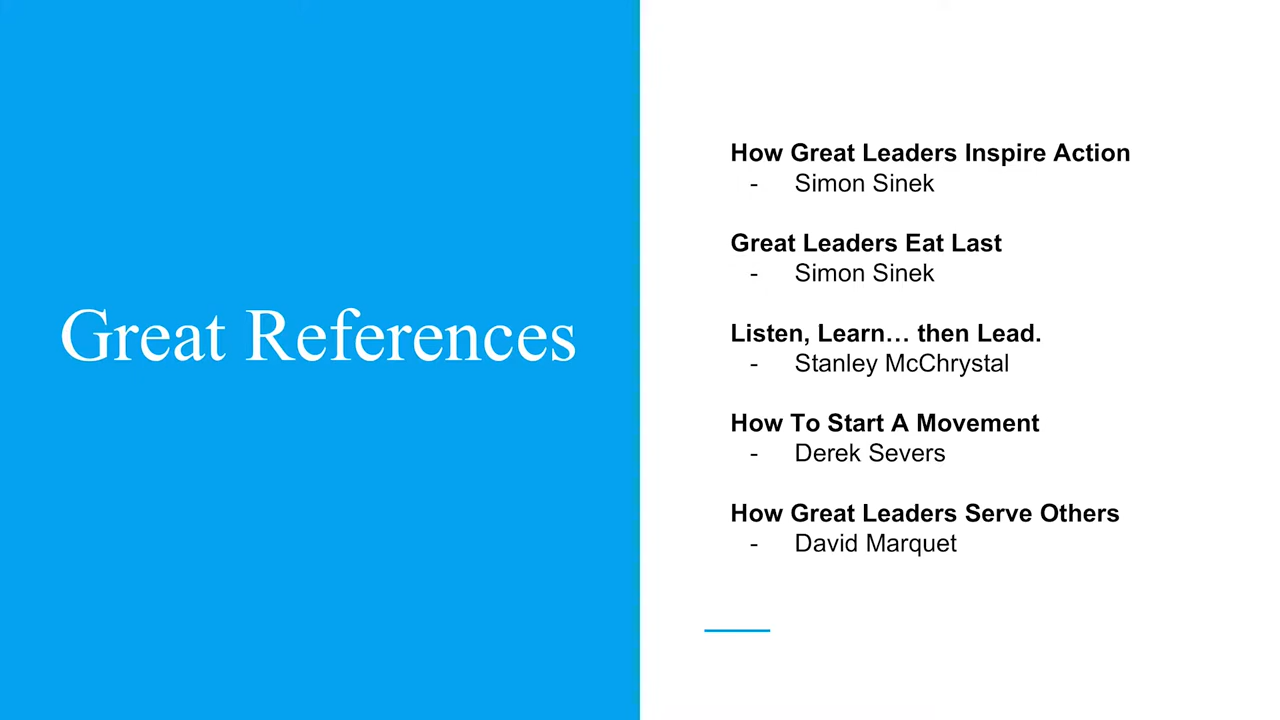 Great References
How Great Leaders Inspire Action
- Simon Sinek
Great Leaders Eat Last
- Simon Sinek
Listen, Learn… then Lead.
- Stanley McChrystal
How To Start A Movement
- Derek Severs
How Great Leaders Serve Others
- David Marquet